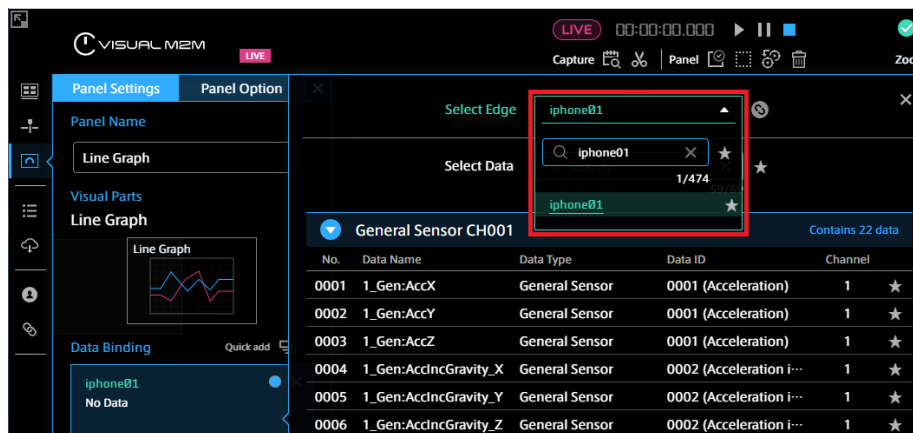 LIVE 00:00:00.000
VISUAL M2M
LIVE
Capture Panel Zoo
Panel Settings Panel Option
Panel Name
Line Graph
Visual Parts
Line Graph
Line Graph
Data Binding Quick add
iphone01
No Data
Select Edge iphone01
iphone01
1/474
Select Data
59/59
iphone01
General Sensor CH001 Contains 22 data
No. Data Name Data Type Data ID Channel
0001 1_Gen:AccX General Sensor 0001 (Acceleration) 1
0002 1_Gen:AccY General Sensor 0001 (Acceleration) 1
0003 1_Gen:AccZ General Sensor 0001 (Acceleration) 1
0004 1_Gen:AccIncGravity_X General Sensor 0002 (Acceleration i··· 1
0005 1_Gen:AccIncGravity_Y General Sensor 0002 (Acceleration i··· 1
0006 1_Gen:AccIncGravity_Z General Sensor 0002 (Acceleration i··· 1